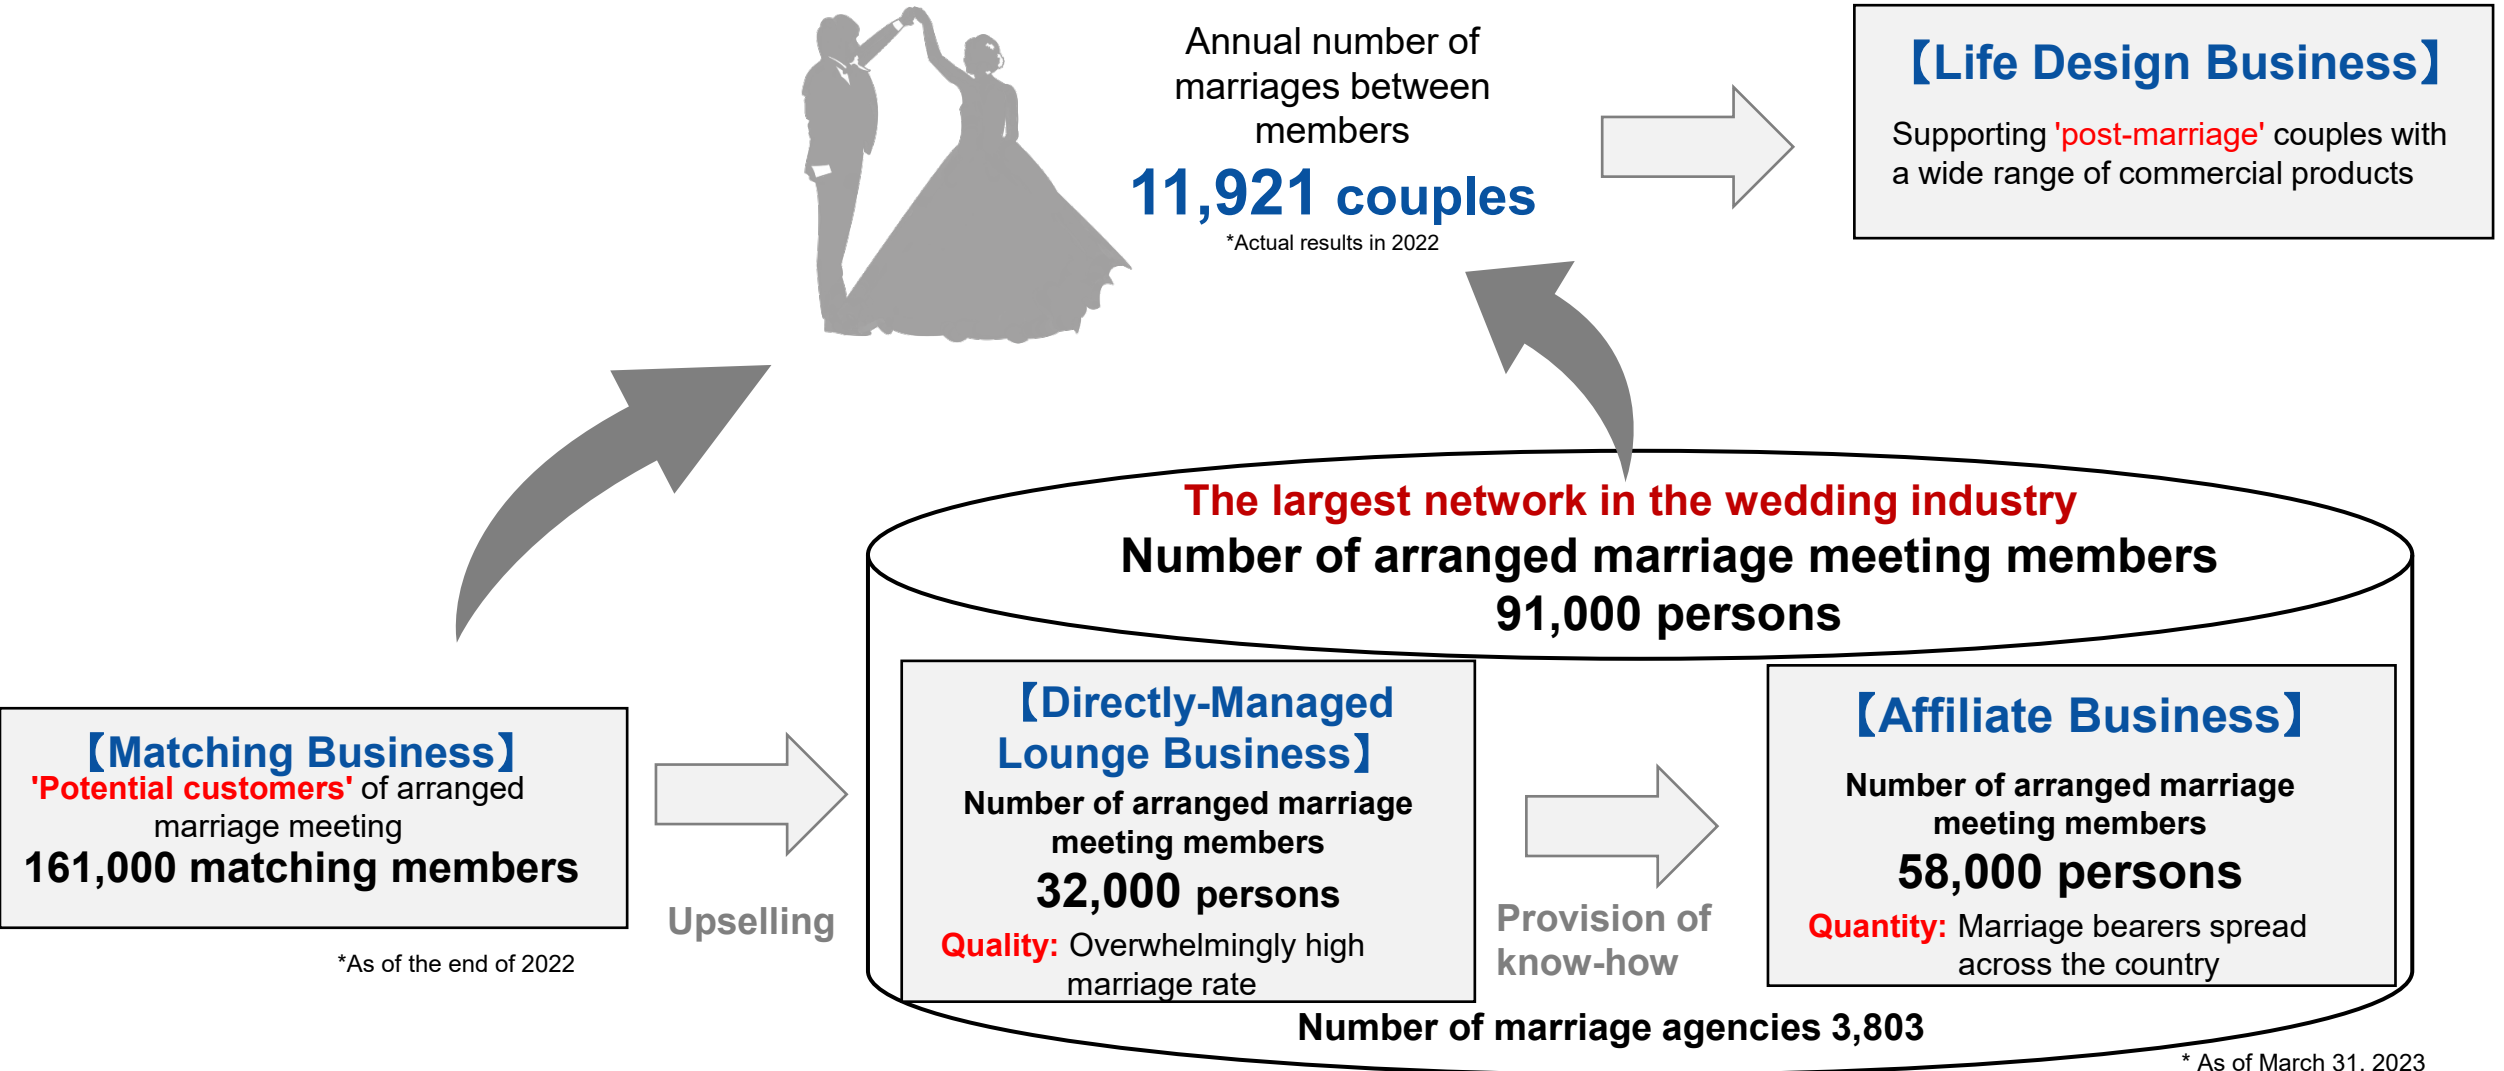 Annual number of
marriages between
members
11,921 couples
*Actual results in 2022
【Life Design Business】
Supporting 'post-marriage' couples with
a wide range of commercial products
The largest network in the wedding industry
Number of arranged marriage meeting members
91,000 persons
【Matching Business】
'Potential customers' of arranged
marriage meeting
161,000 matching members
*As of the end of 2022
Upselling
【Directly-Managed
Lounge Business】
Number of arranged marriage
meeting members
32,000 persons
Quality: Overwhelmingly high
marriage rate
Provision of
know-how
【Affiliate Business】
Number of arranged marriage
meeting members
58,000 persons
Quantity: Marriage bearers spread
across the country
Number of marriage agencies 3,803
* As of March 31, 2023